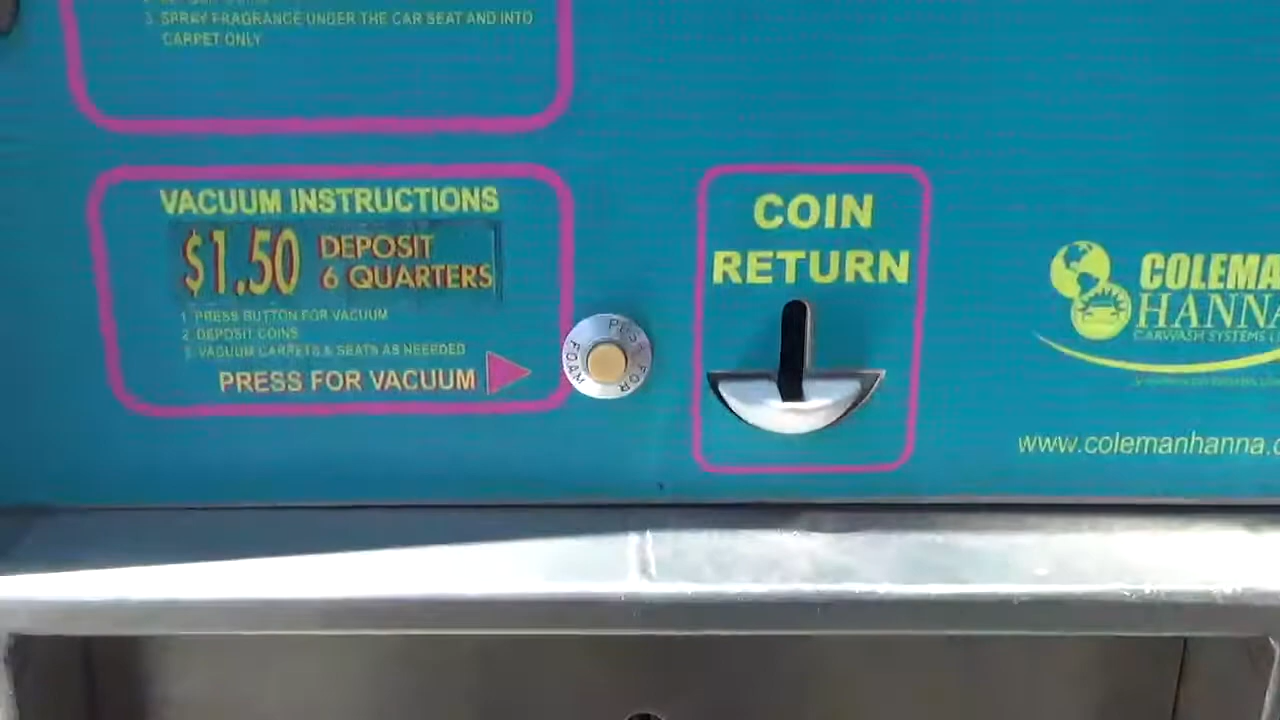 3. SPRAY FRAGRANCE UNDER THE CAR SEAT AND INTO
CARPET ONLY
VACUUM INSTRUCTIONS
$1.50 DEPOSIT
6 QUARTERS
1. PRESS BUTTON FOR VACUUM
2. DEPOSIT COINS
3. VACUUM CARPETS & SEATS AS NEEDED
PRESS FOR VACUUM
PUSH FOR FOAM
COIN
RETURN
COLEMA
HANNA
CARWASH SYSTEMS
www.colemanhanna.c